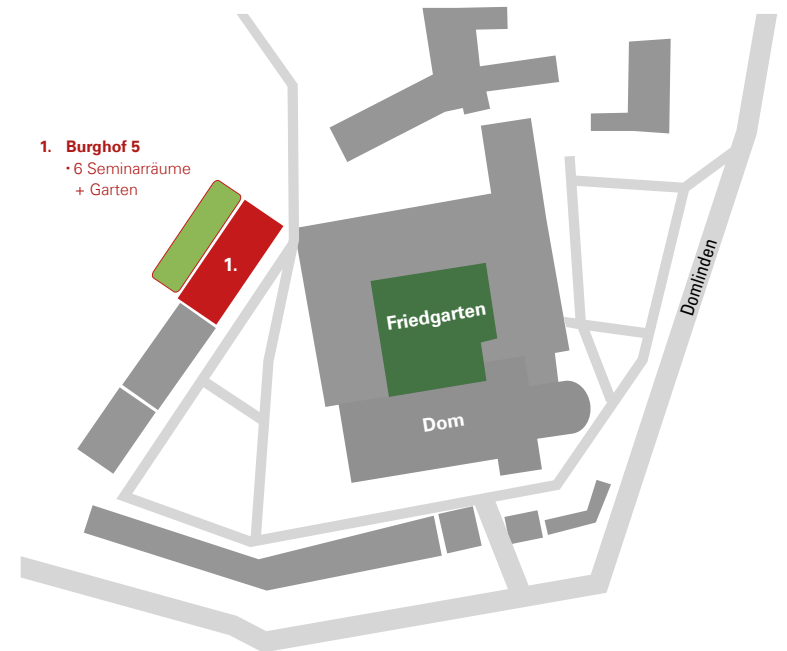 1. Burghof 5
• 6 Seminarräume
+ Garten
1.
Friedgarten
Dom
Domlinden